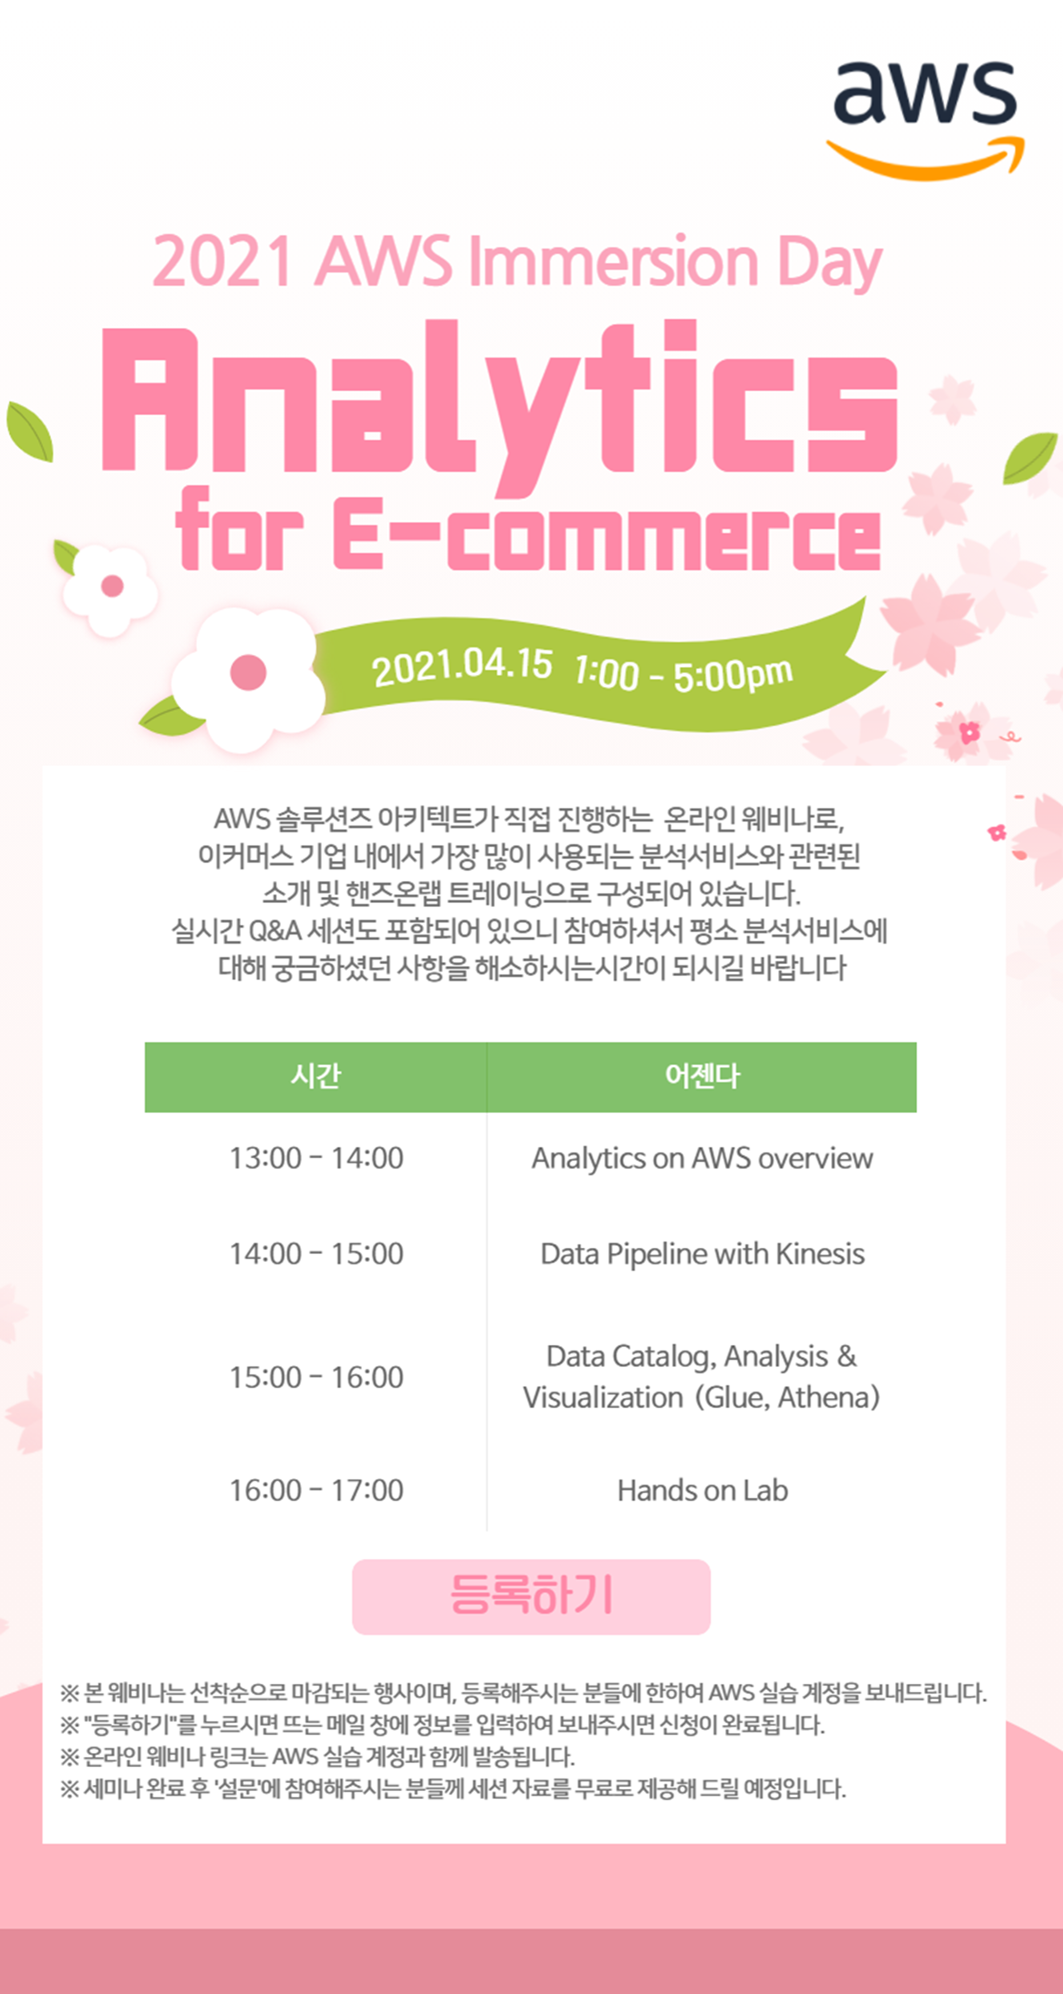 aws
2021 AWS Immersion Day
Analytics
for E-commerce
2021.04.15 1:00 - 5:00pm
AWS 솔루션즈 아키텍트가 직접 진행하는 온라인 웨비나로,
이커머스 기업 내에서 가장 많이 사용되는 분석서비스와 관련된
소개 및 핸즈온랩 트레이닝으로 구성되어 있습니다.
실시간 Q&A 세션도 포함되어 있으니 참여하셔서 평소 분석서비스에
대해 궁금하셨던 사항을 해소하시는시간이 되시길 바랍니다
시간 어젠다
13:00 - 14:00 Analytics on AWS overview
14:00 - 15:00 Data Pipeline with Kinesis
15:00 - 16:00 Data Catalog, Analysis &
Visualization (Glue, Athena)
16:00 - 17:00 Hands on Lab
등록하기
※ 본 웨비나는 선착순으로 마감되는 행사이며, 등록해주시는 분들에 한하여 AWS 실습 계정을 보내드립니다.
※ "등록하기"를 누르시면 뜨는 메일 창에 정보를 입력하여 보내주시면 신청이 완료됩니다.
※ 온라인 웨비나 링크는 AWS 실습 계정과 함께 발송됩니다.
※ 세미나 완료 후 '설문'에 참여해주시는 분들께 세션 자료를 무료로 제공해 드릴 예정입니다.